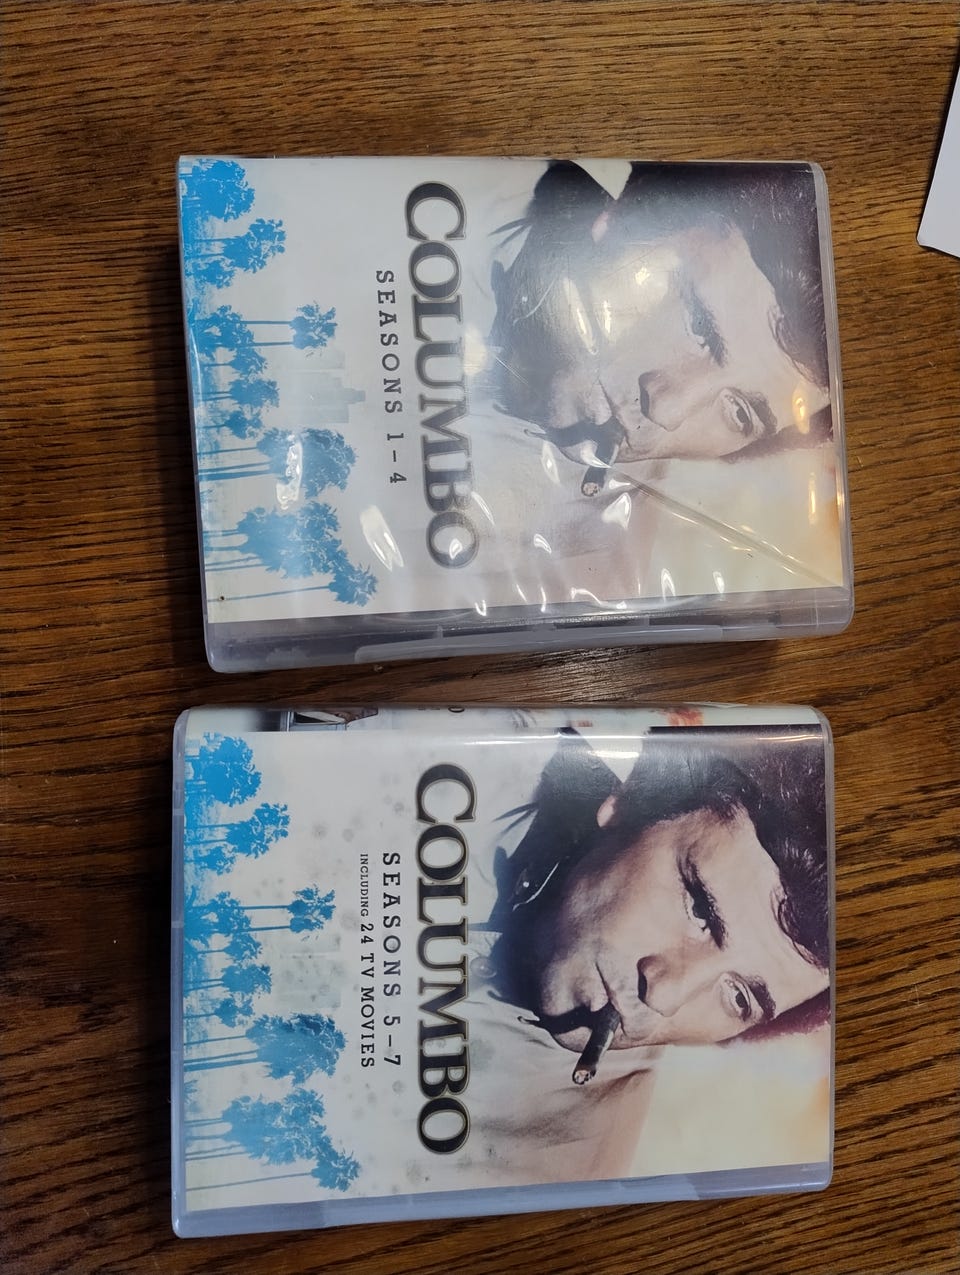 COLUMBO
SEASONS 1–4
COLUMBO
SEASONS 5–7
INCLUDING 24 TV MOVIES